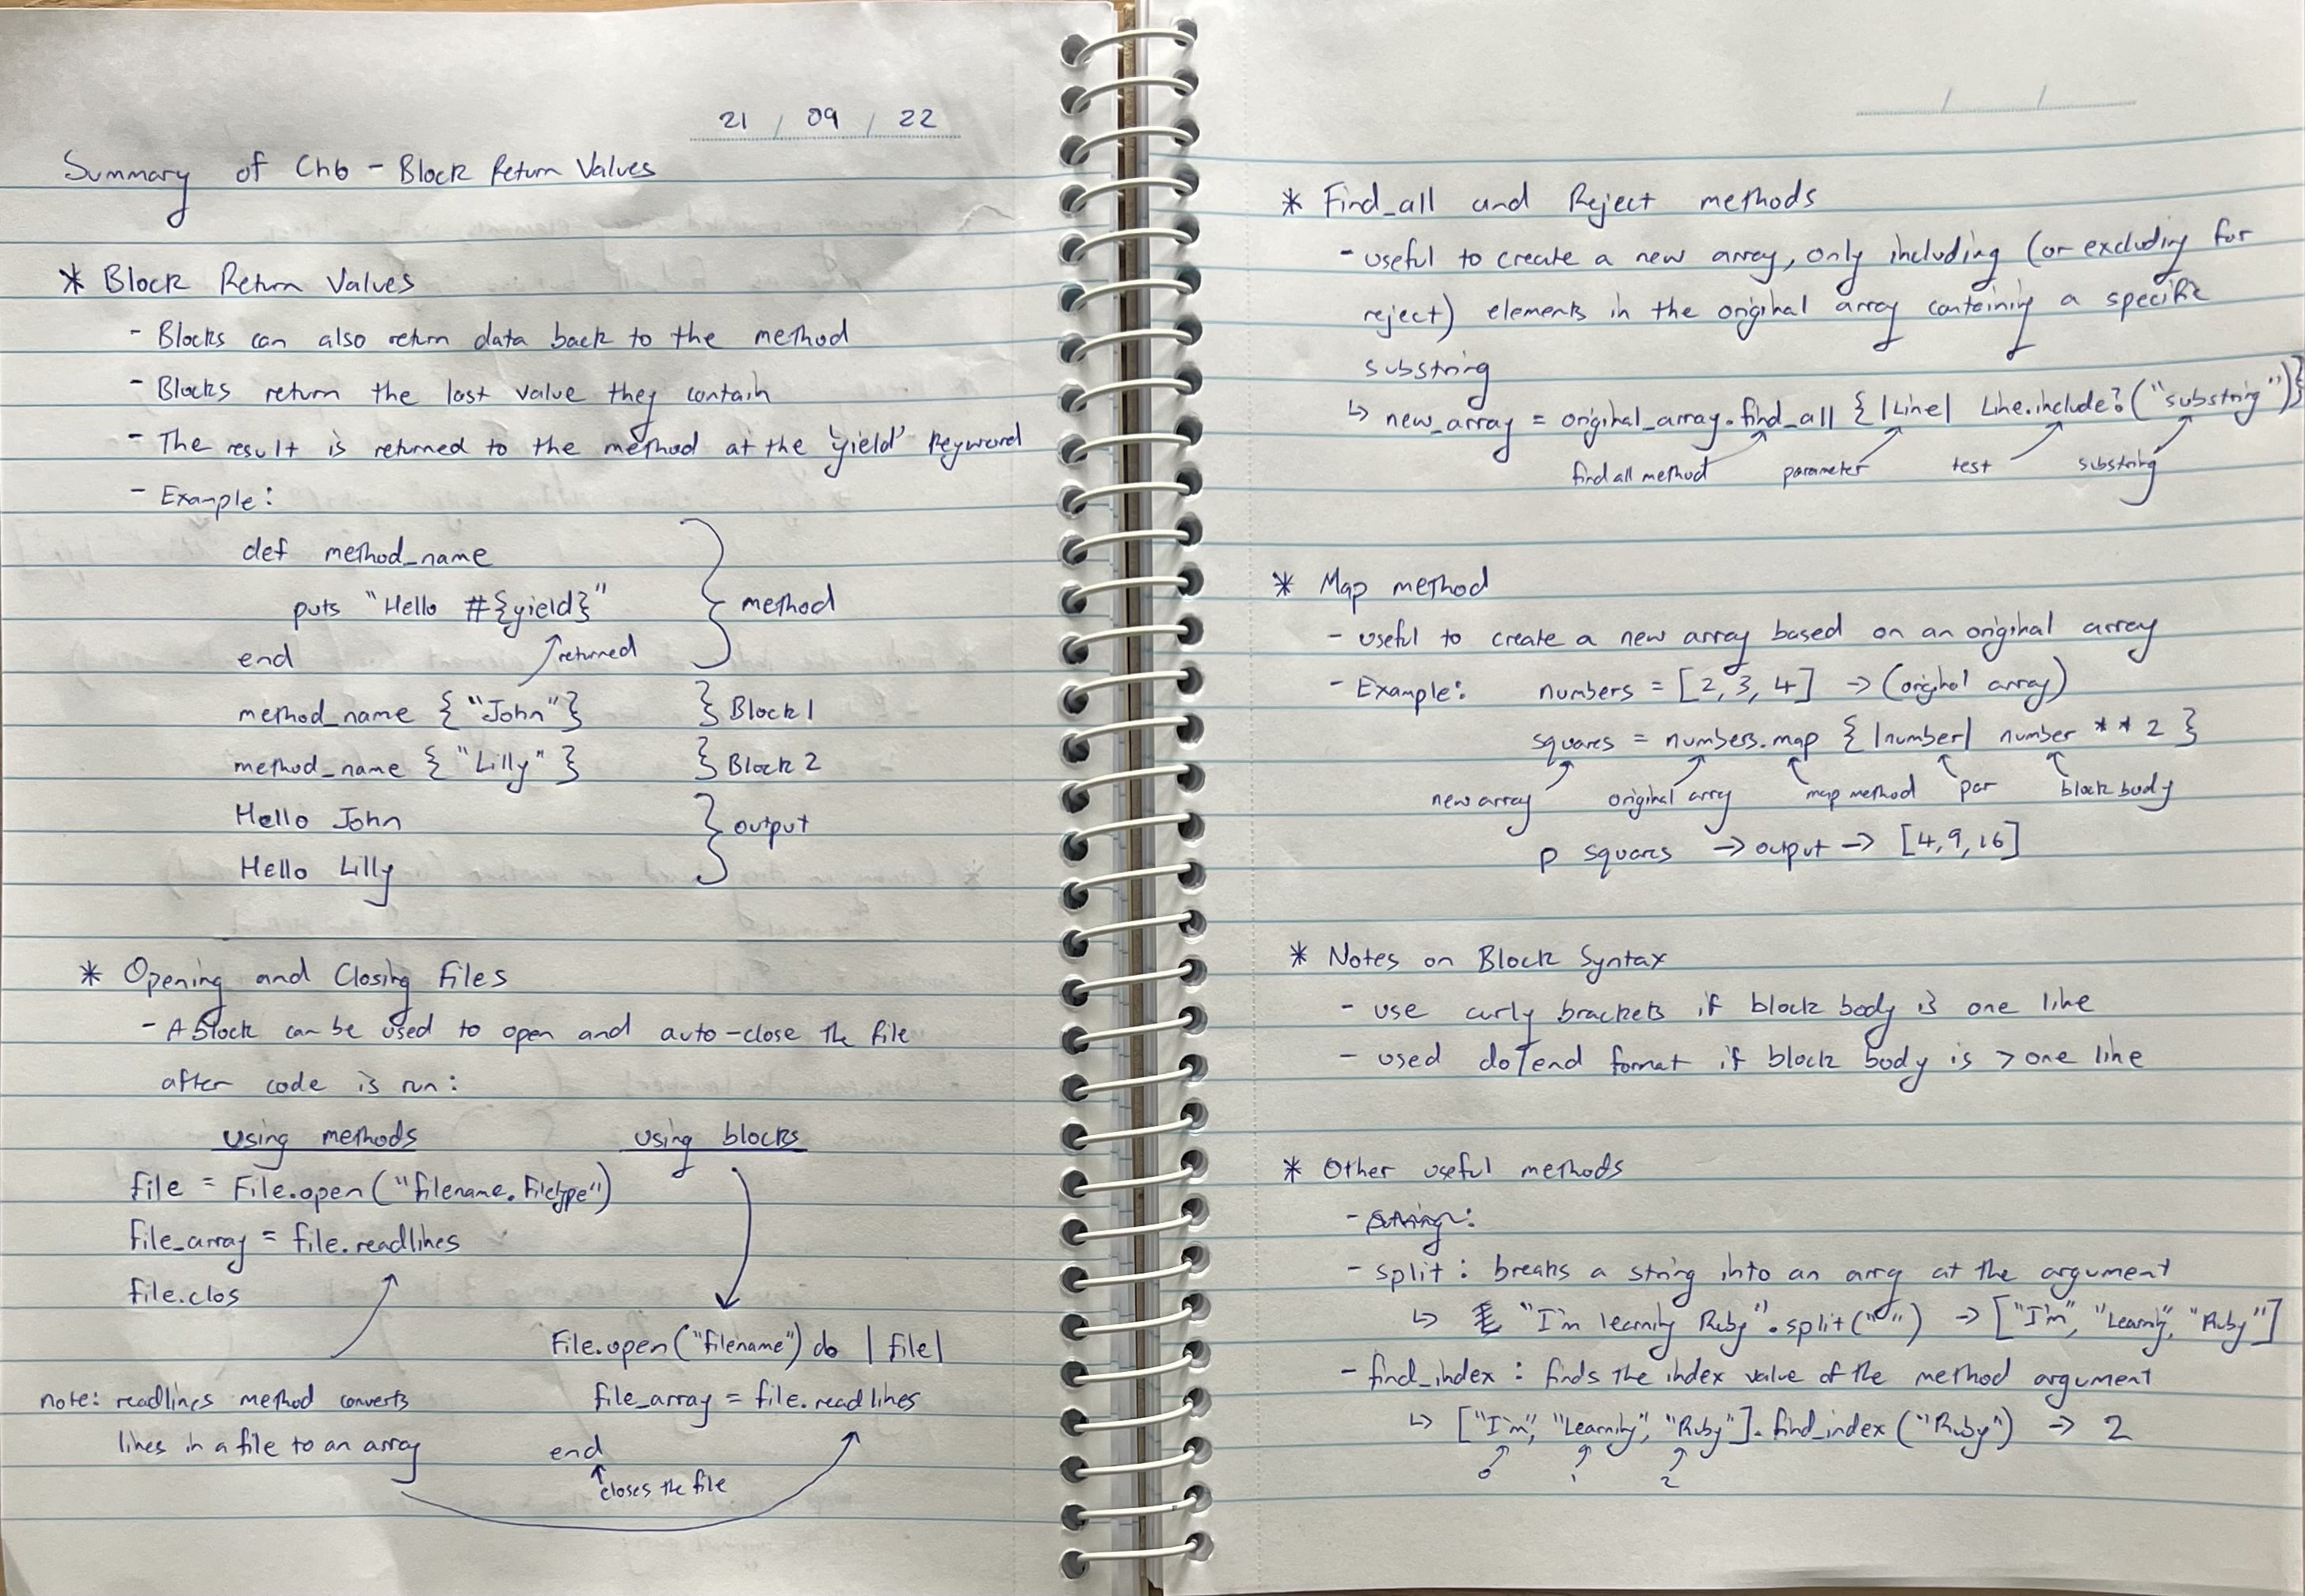 21 / 09 / 22
Summary of Ch6 - Block Return Values
* Block Return Values
- Blocks can also return data back to the method
- Blocks return the last value they contain
- The result is returned to the method at the 'yield' keyword
- Example:
def method_name
puts "Hello #{yield}"
end
returned
method
method_name { "John" } } Block 1
method_name { "Lilly" } } Block 2
Hello John
Hello Lilly
output
* Opening and Closing Files
- A block can be used to open and auto-close the file
after code is run:
using methods
file = File.open("filename.filetype")
file_array = file.readlines
file.clos
note: readlines method converts
lines in a file to an array
using blocks
File.open("filename") do |file|
file_array = file.readlines
end
closes the file
/ /
* Find_all and Reject methods
- useful to create a new array, only including (or excluding for
reject) elements in the original array containing a specific
substring
↳ new_array = original_array.find_all { |Line| Line.include?("substring")}
find all method parameter test substring
* Map method
- useful to create a new array based on an original array
- Example: numbers = [2, 3, 4] → (original array)
squares = numbers.map { |number| number ** 2 }
new array original array map method par block body
p squares → output → [4, 9, 16]
* Notes on Block Syntax
- use curly brackets if block body is one line
- used do/end format if block body is > one line
* Other useful methods
- split: breaks a string into an array at the argument
↳ "I'm learning Ruby".split(" ") → ["I'm", "Learning", "Ruby"]
- find_index: finds the index value of the method argument
↳ ["I'm", "Learning", "Ruby"].find_index("Ruby") → 2
0 1 2